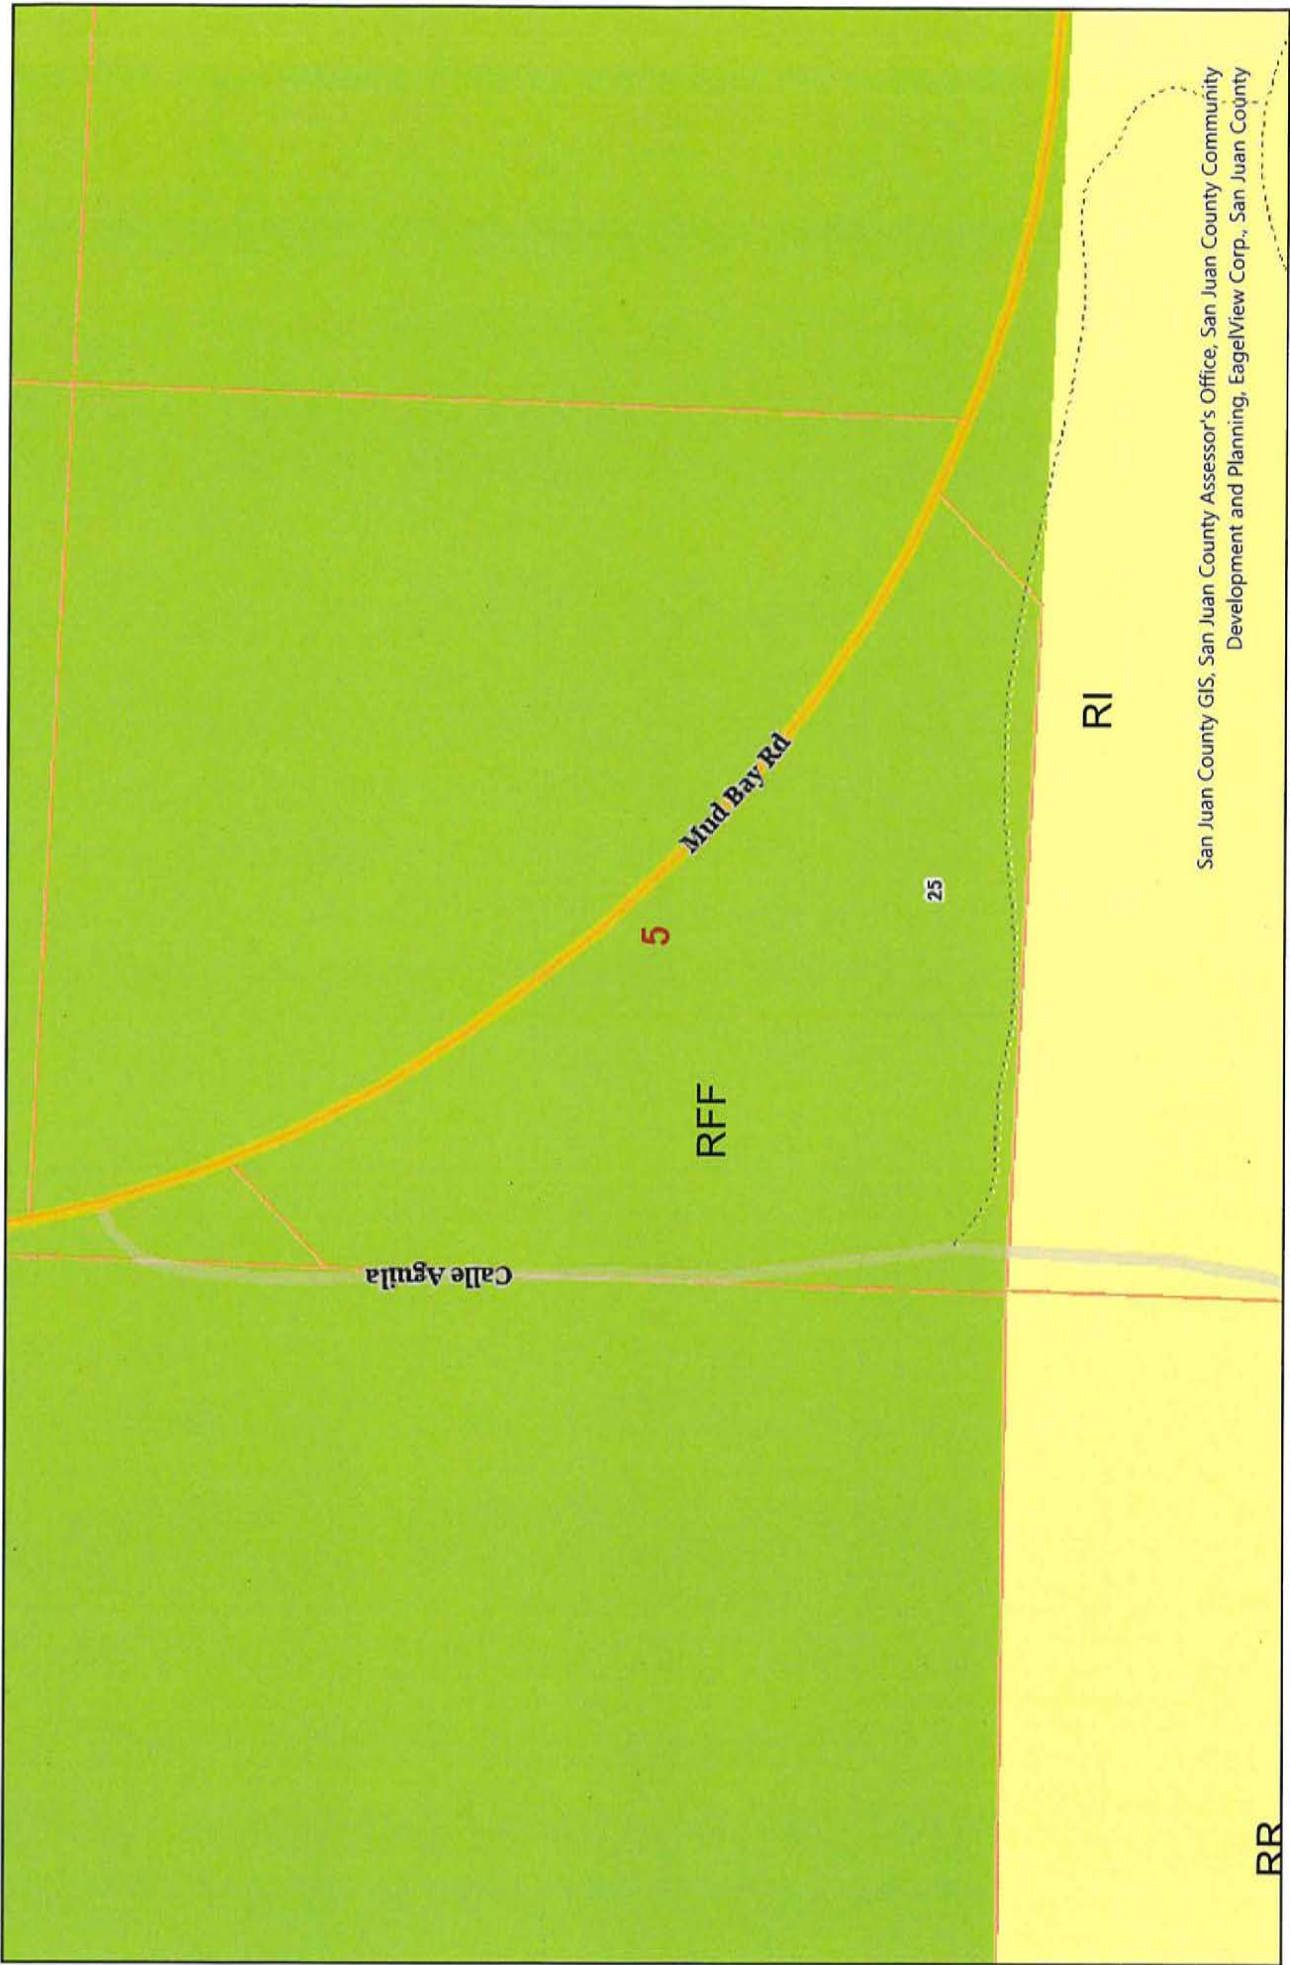 Calle Aguila
Mud Bay Rd
5
RFF
25
RI
San Juan County GIS, San Juan County Assessor's Office, San Juan County Community
Development and Planning, EagelView Corp., San Juan County
RR